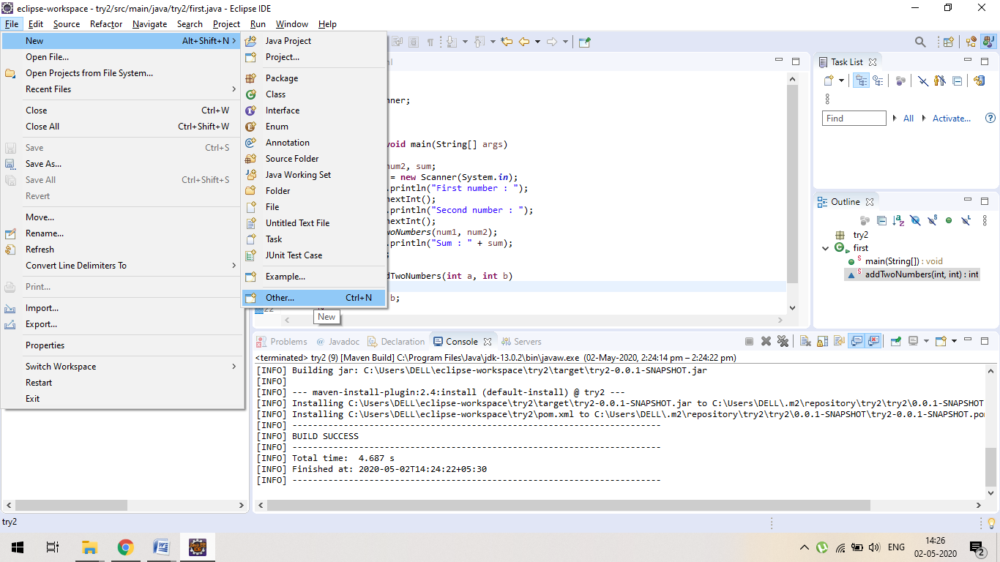 eclipse-workspace - try2/src/main/java/try2/first.java - Eclipse IDE
File Edit Source Refactor Navigate Search Project Run Window Help
New Alt+Shift+N
Open File...
Open Projects from File System...
Recent Files
Close Ctrl+W
Close All Ctrl+Shift+W
Save Ctrl+S
Save As...
Save All Ctrl+Shift+S
Revert
Move...
Rename...
Refresh
Convert Line Delimiters To
Print...
Import...
Export...
Properties
Switch Workspace
Restart
Exit
Java Project
Project...
Package
Class
Interface
Enum
Annotation
Source Folder
Java Working Set
Folder
File
Untitled Text File
Task
JUnit Test Case
Example...
Other... Ctrl+N
New
nner;
void main(String[] args)
num2, sum;
= new Scanner(System.in);
.println("First number : ");
nextInt();
.println("Second number : ");
nextInt();
woNumbers(num1, num2);
.println("Sum : " + sum);
dTwoNumbers(int a, int b)
b;
22
Task List
Find All Activate...
Outline
try2
first
main(String[]) : void
addTwoNumbers(int, int) : int
Problems @ Javadoc Declaration Console Servers
<terminated> try2 (9) [Maven Build] C:\Program Files\Java\jdk-13.0.2\bin\javaw.exe (02-May-2020, 2:24:14 pm – 2:24:22 pm)
[INFO] Building jar: C:\Users\DELL\eclipse-workspace\try2\target\try2-0.0.1-SNAPSHOT.jar
[INFO]
[INFO] --- maven-install-plugin:2.4:install (default-install) @ try2 ---
[INFO] Installing C:\Users\DELL\eclipse-workspace\try2\target\try2-0.0.1-SNAPSHOT.jar to C:\Users\DELL\.m2\repository\try2\try2\0.0.1-SNAPSHOT
[INFO] Installing C:\Users\DELL\eclipse-workspace\try2\pom.xml to C:\Users\DELL\.m2\repository\try2\try2\0.0.1-SNAPSHOT\try2-0.0.1-SNAPSHOT.po
[INFO] ------------------------------------------------------------------------
[INFO] BUILD SUCCESS
[INFO] ------------------------------------------------------------------------
[INFO] Total time:  4.687 s
[INFO] Finished at: 2020-05-02T14:24:22+05:30
[INFO] ------------------------------------------------------------------------
try2
ENG
14:26
02-05-2020
2